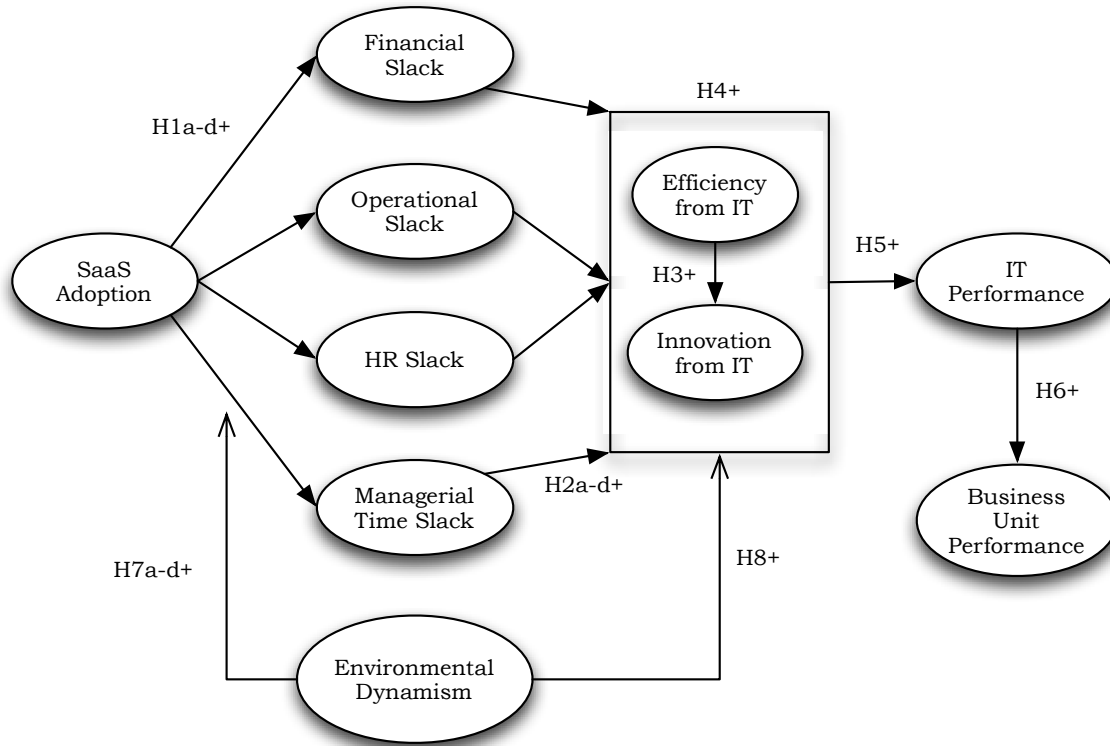 Financial
Slack
H4+
H1a-d+
Efficiency
from IT
Operational
Slack
H5+
SaaS
Adoption
H3+
IT
Performance
HR Slack
Innovation
from IT
H6+
Managerial
Time Slack
H2a-d+
Business
Unit
Performance
H7a-d+
H8+
Environmental
Dynamism